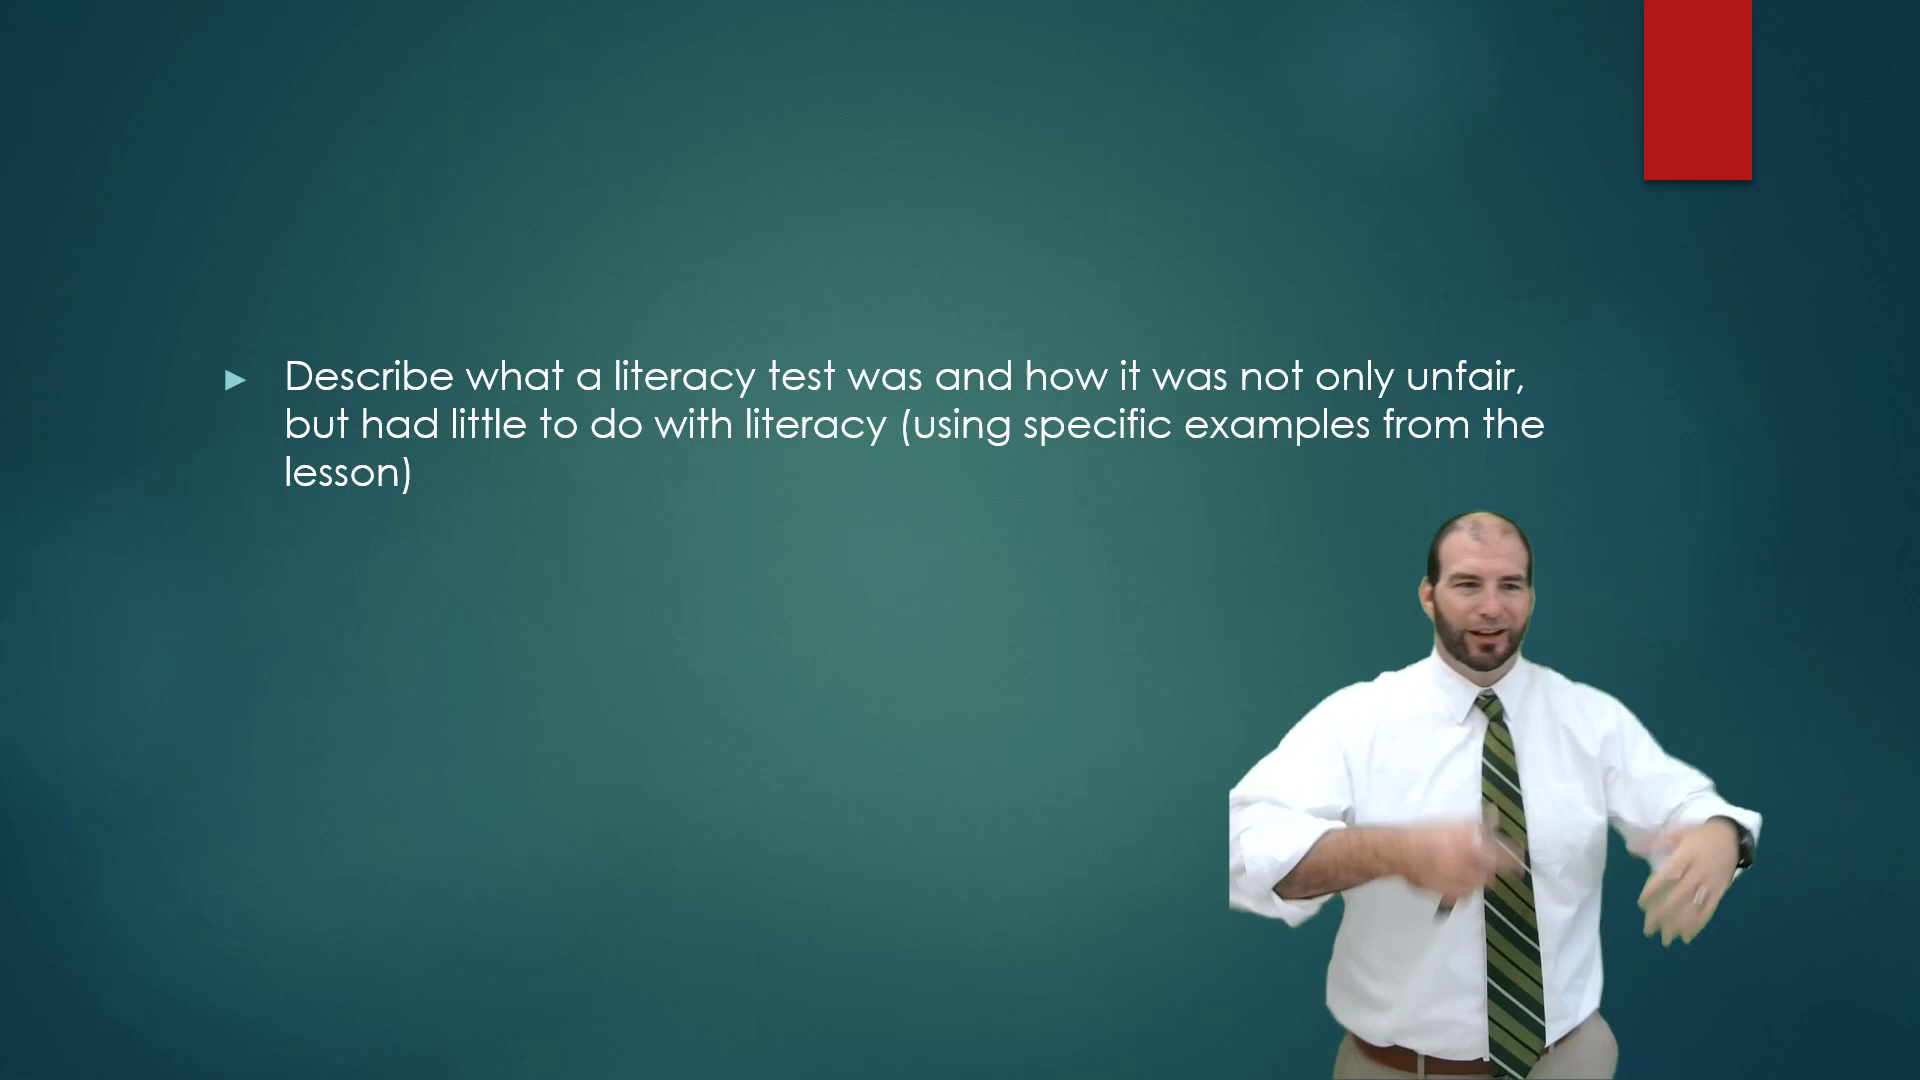 Describe what a literacy test was and how it was not only unfair,
but had little to do with literacy (using specific examples from the
lesson)